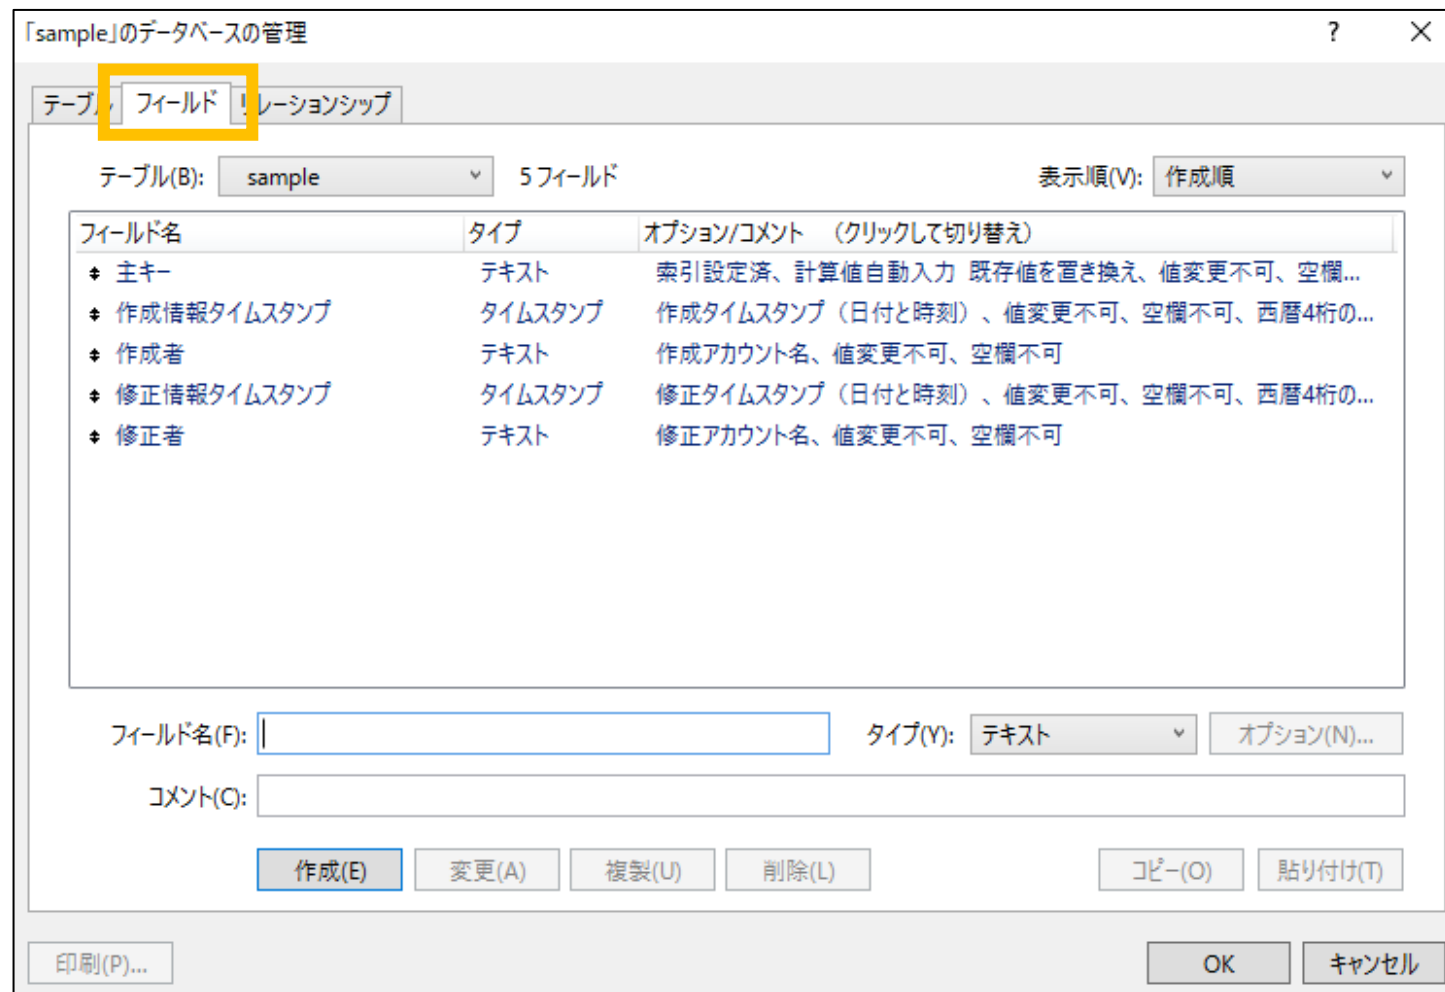 「sample」のデータベースの管理
? ×
テーブル フィールド リレーションシップ
テーブル(B): sample 5 フィールド 表示順(V): 作成順
フィールド名 タイプ オプション/コメント (クリックして切り替え)
主キー テキスト 索引設定済、計算値自動入力 既存値を置き換え、値変更不可、空欄...
作成情報タイムスタンプ タイムスタンプ 作成タイムスタンプ（日付と時刻）、値変更不可、空欄不可、西暦4桁の...
作成者 テキスト 作成アカウント名、値変更不可、空欄不可
修正情報タイムスタンプ タイムスタンプ 修正タイムスタンプ（日付と時刻）、値変更不可、空欄不可、西暦4桁の...
修正者 テキスト 修正アカウント名、値変更不可、空欄不可
フィールド名(F): タイプ(Y): テキスト オプション(N)...
コメント(C):
作成(E) 変更(A) 複製(U) 削除(L) コピー(O) 貼り付け(T)
印刷(P)... OK キャンセル